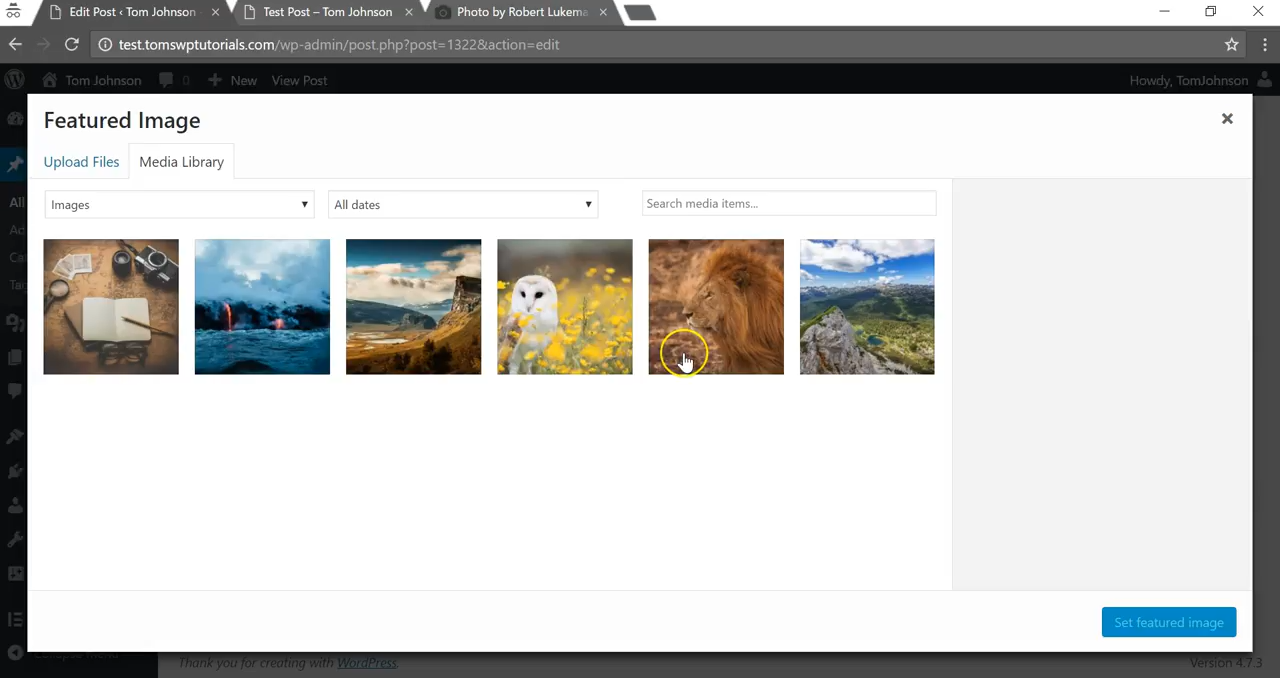 Edit Post ‹ Tom Johnson
Test Post – Tom Johnson
Photo by Robert Lukema
test.tomswptutorials.com/wp-admin/post.php?post=1322&action=edit
Tom Johnson 0 New View Post Howdy, TomJohnson
Featured Image
Upload Files Media Library
All
Images All dates Search media items...
Set featured image
Thank you for creating with WordPress. Version 4.7.3